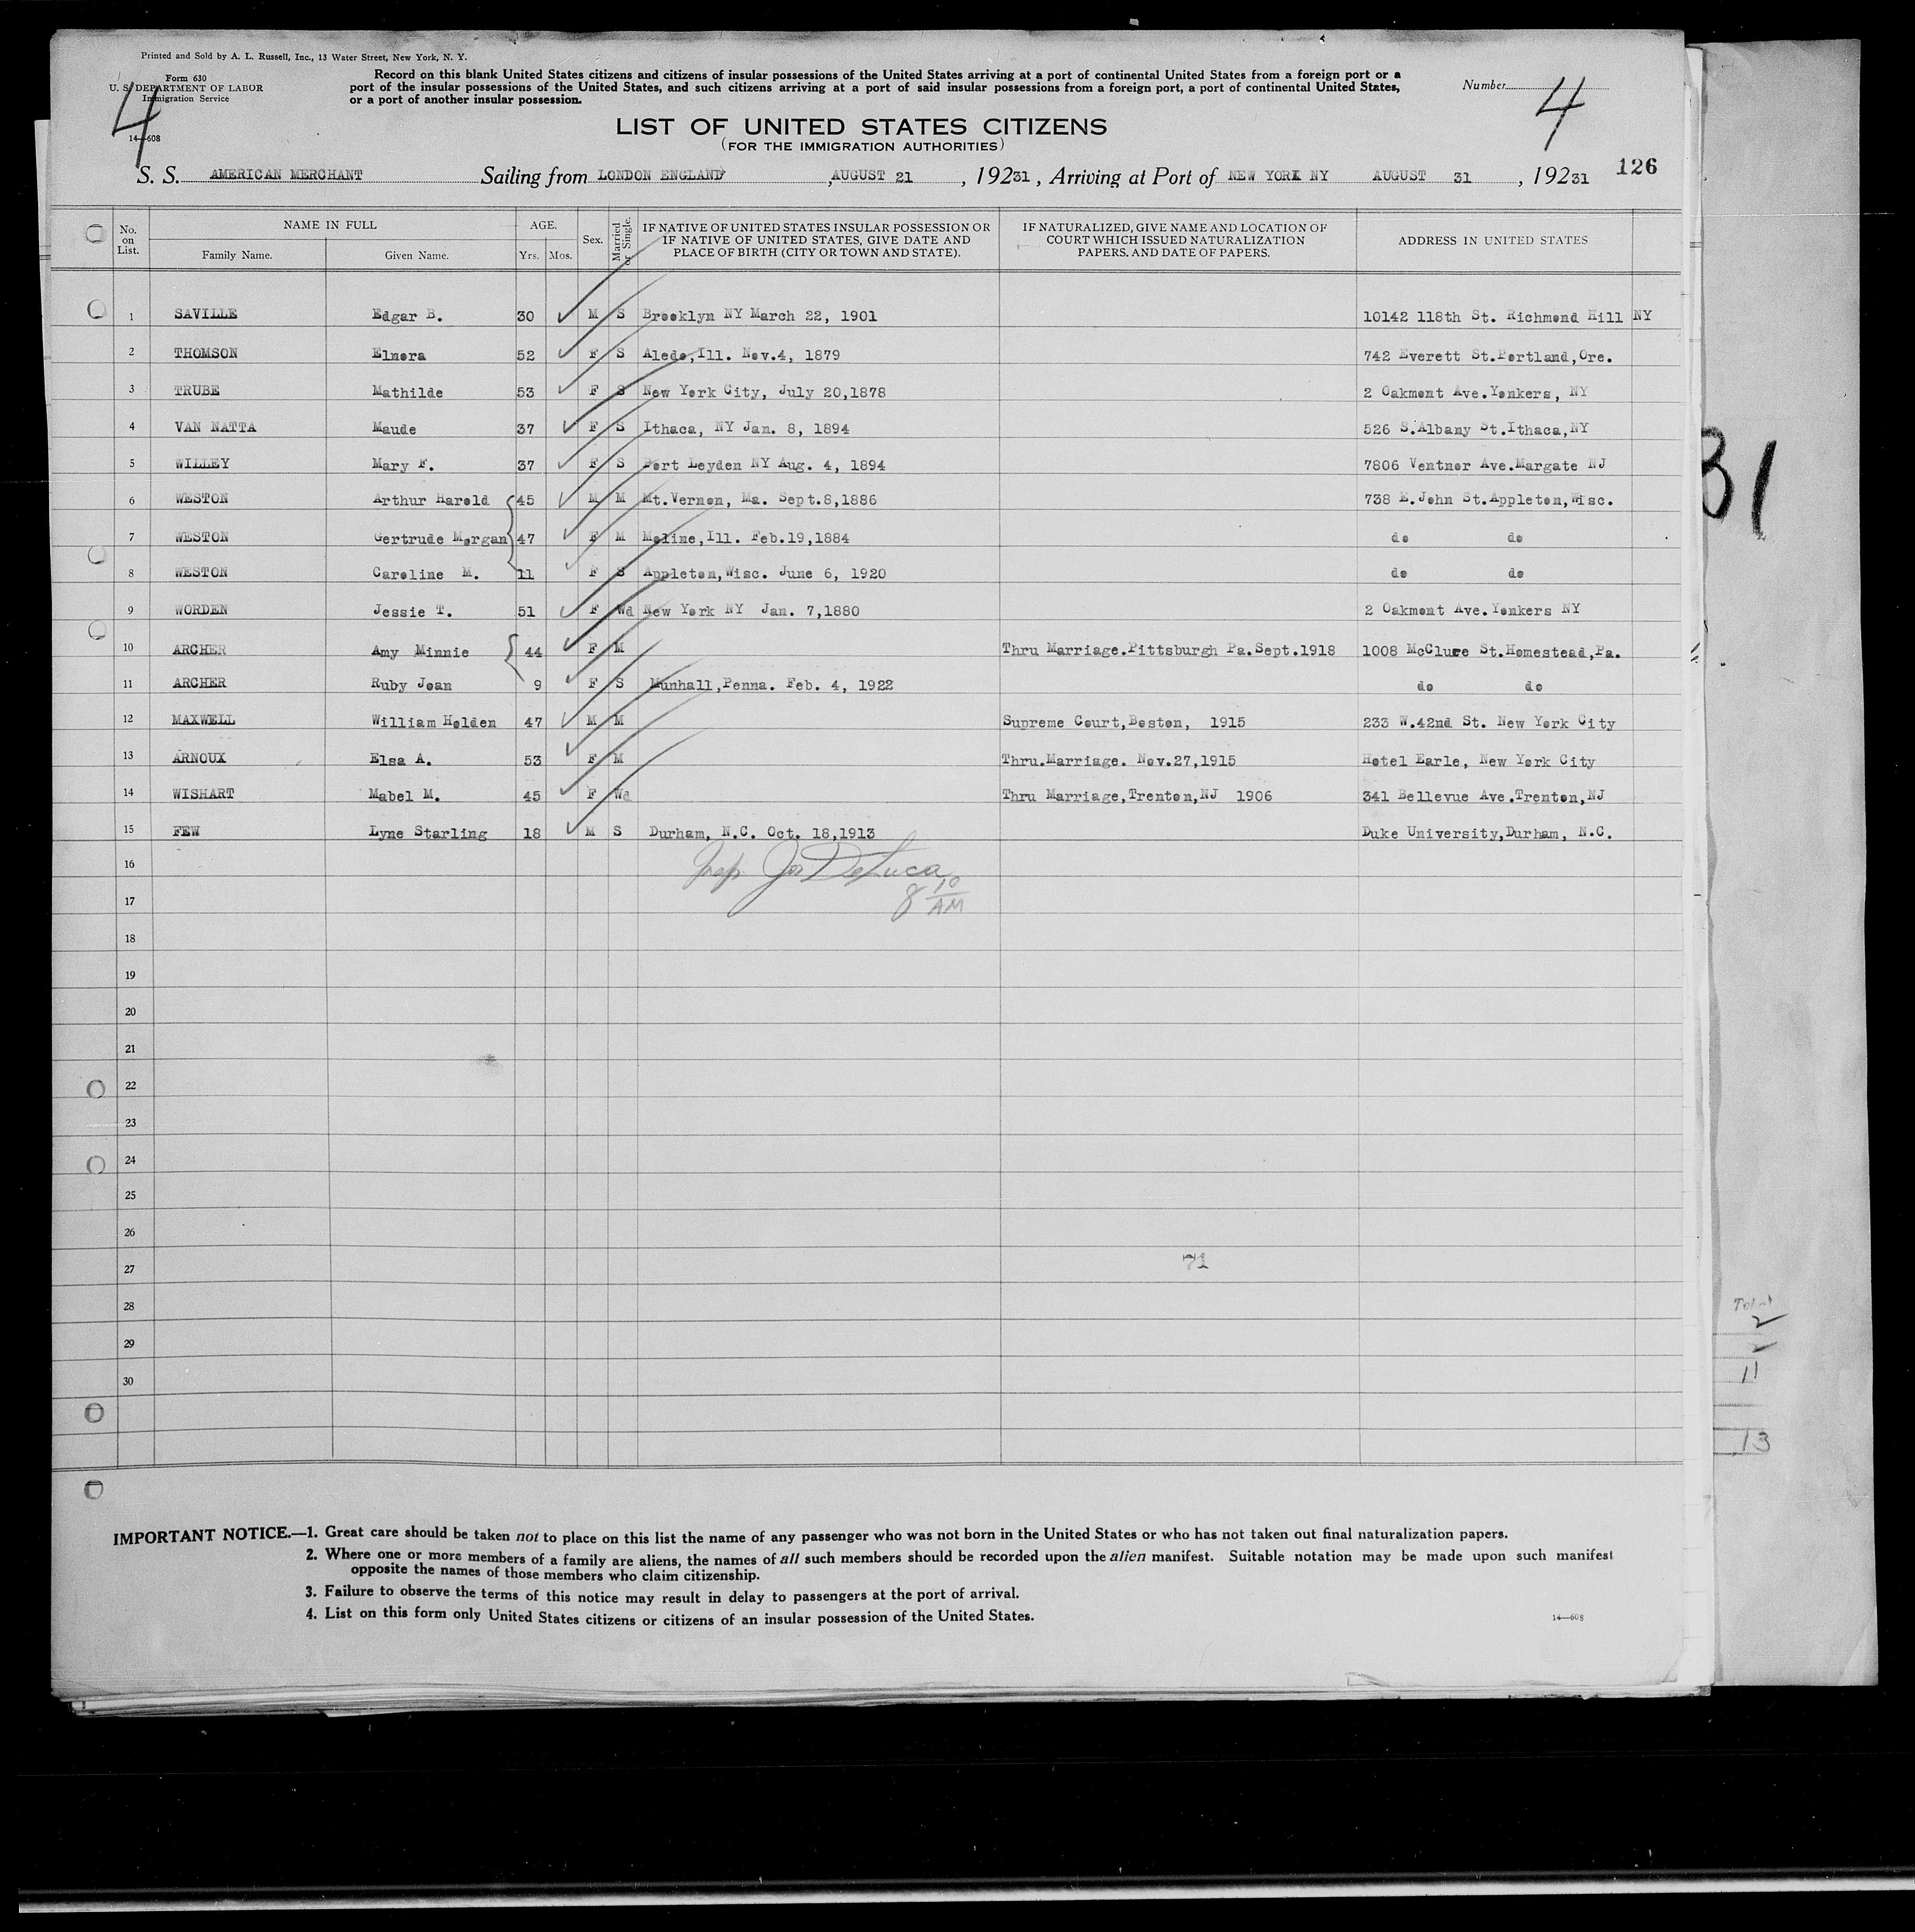 Printed and Sold by A. L. Russell, Inc., 13 Water Street, New York, N. Y.
Form 630
U. S. DEPARTMENT OF LABOR
Immigration Service
14—608
4
Record on this blank United States citizens and citizens of insular possessions of the United States arriving at a port of continental United States from a foreign port or a
port of the insular possessions of the United States, and such citizens arriving at a port of said insular possessions from a foreign port, a port of continental United States,
or a port of another insular possession.
Number
4
LIST OF UNITED STATES CITIZENS
(FOR THE IMMIGRATION AUTHORITIES)
126
S. S. AMERICAN MERCHANT Sailing from LONDON ENGLAND, AUGUST 21, 19231, Arriving at Port of NEW YORK NY AUGUST 31, 19231
No. on List. NAME IN FULL AGE. Sex. Married or Single. IF NATIVE OF UNITED STATES INSULAR POSSESSION OR IF NATIVE OF UNITED STATES, GIVE DATE AND PLACE OF BIRTH (CITY OR TOWN AND STATE). IF NATURALIZED, GIVE NAME AND LOCATION OF COURT WHICH ISSUED NATURALIZATION PAPERS. AND DATE OF PAPERS. ADDRESS IN UNITED STATES
Family Name. Given Name. Yrs. Mos.
1 SAVILLE Edgar B. 30 M S Brooklyn NY March 22, 1901 10142 118th St. Richmond Hill NY
2 THOMSON Elnora 52 F S Aledo,Ill. Nov.4, 1879 742 Everett St.Portland,Ore.
3 TRUBE Mathilde 53 F S New York City, July 20,1878 2 Oakmont Ave.Yonkers, NY
4 VAN NATTA Maude 37 F S Ithaca, NY Jan. 8, 1894 526 S.Albany St.Ithaca,NY
5 WILLEY Mary F. 37 F S Port Leyden NY Aug. 4, 1894 7806 Ventnor Ave.Margate NJ
6 WESTON Arthur Harold 45 M M Mt.Vernon, Ma. Sept.8,1886 738 E.John St.Appleton,Wisc.
7 WESTON Gertrude Morgan 47 F M Moline,Ill. Feb.19,1884 do do
8 WESTON Caroline M. 11 F S Appleton,Wisc. June 6, 1920 do do
9 WORDEN Jessie T. 51 F Wd New York NY Jan. 7,1880 2 Oakmont Ave.Yonkers NY
10 ARCHER Amy Minnie 44 F M Thru Marriage.Pittsburgh Pa.Sept.1918 1008 McClure St.Homestead,Pa.
11 ARCHER Ruby Jean 9 F S Munhall,Penna. Feb. 4, 1922 do do
12 MAXWELL William Holden 47 M M Supreme Court,Boston, 1915 233 W.42nd St. New York City
13 ARNOUX Elsa A. 53 F M Thru.Marriage. Nov.27,1915 Hotel Earle, New York City
14 WISHART Mabel M. 45 F Wd Thru Marriage,Trenton,NJ 1906 341 Bellevue Ave.Trenton,NJ
15 FEW Lyne Starling 18 M S Durham, N.C. Oct. 18,1913 Duke University,Durham, N.C.
16 Insp. Jos DeLuca
17 8 10 AM
18
19
20
21
22
23
24
25
26
27 71
28
29
30
31
Total
2
2
11
13
IMPORTANT NOTICE.—1. Great care should be taken not to place on this list the name of any passenger who was not born in the United States or who has not taken out final naturalization papers.
2. Where one or more members of a family are aliens, the names of all such members should be recorded upon the alien manifest. Suitable notation may be made upon such manifest
opposite the names of those members who claim citizenship.
3. Failure to observe the terms of this notice may result in delay to passengers at the port of arrival.
4. List on this form only United States citizens or citizens of an insular possession of the United States.
14—608